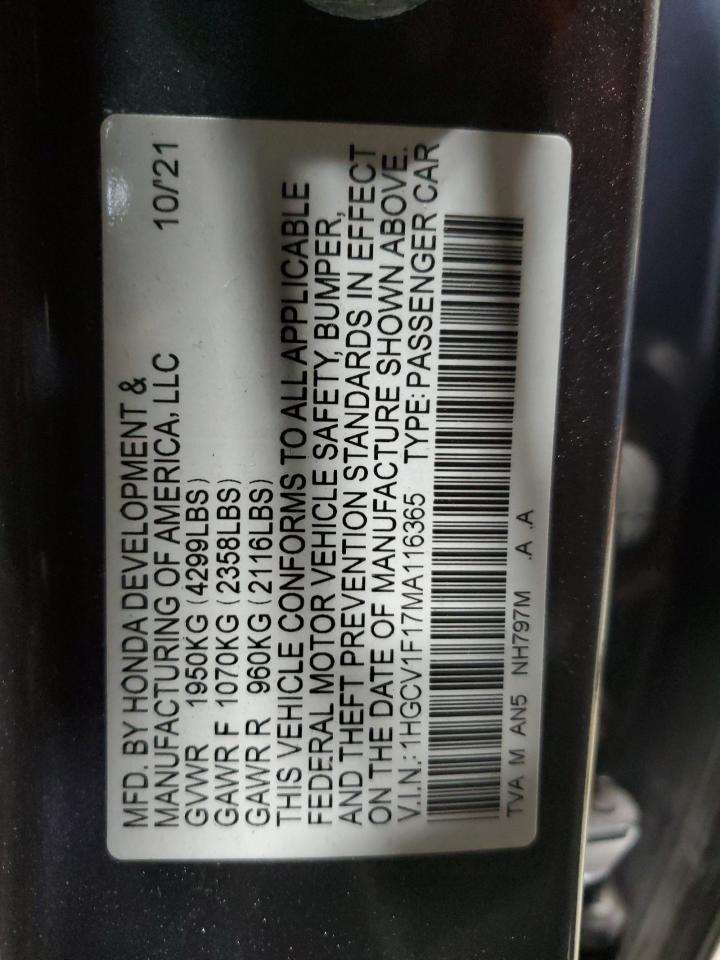 MFD. BY HONDA DEVELOPMENT &
MANUFACTURING OF AMERICA, LLC 10/'21
GVWR 1950KG (4299LBS)
GAWR F 1070KG (2358LBS)
GAWR R 960KG (2116LBS)
THIS VEHICLE CONFORMS TO ALL APPLICABLE
FEDERAL MOTOR VEHICLE SAFETY, BUMPER,
AND THEFT PREVENTION STANDARDS IN EFFECT
ON THE DATE OF MANUFACTURE SHOWN ABOVE.
V.I.N.: 1HGCV1F17MA116365 TYPE: PASSENGER CAR
TVA M AN5 NH797M .A .A